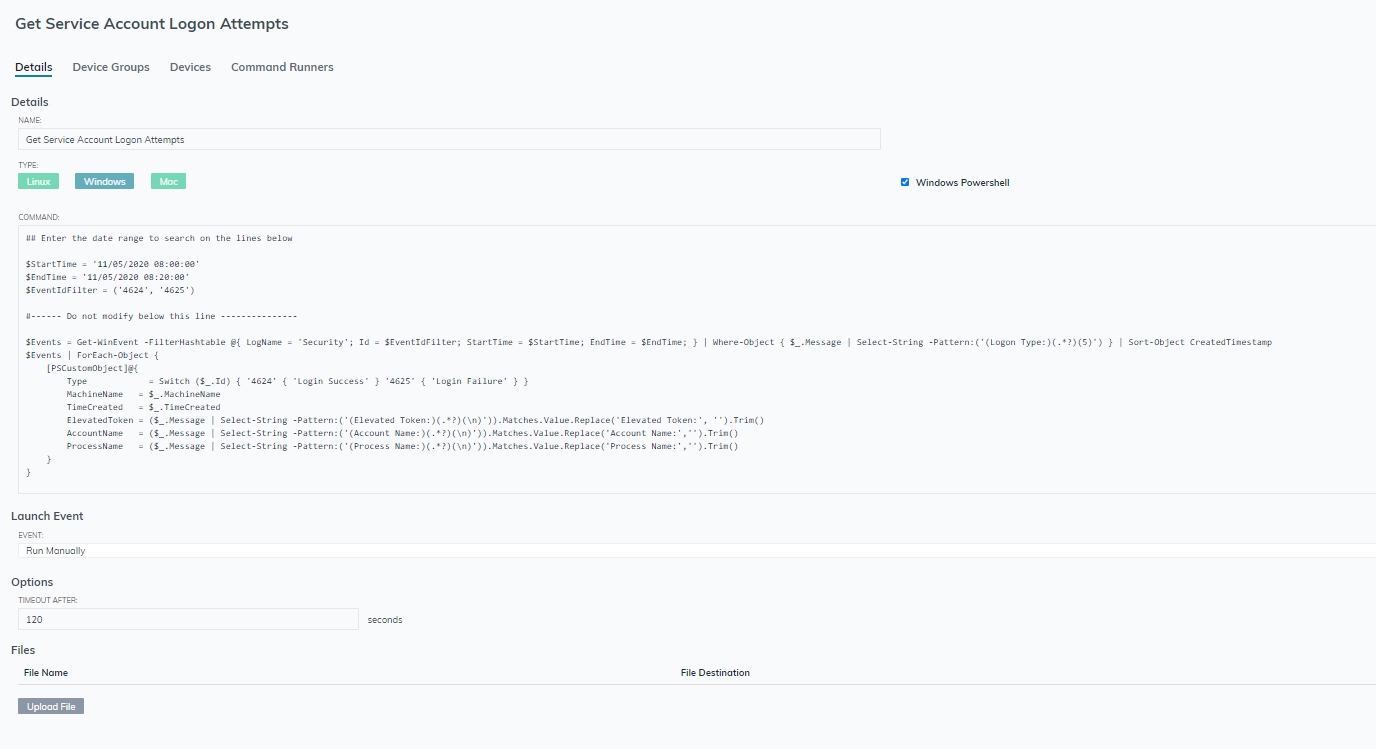 Get Service Account Logon Attempts
Details Device Groups Devices Command Runners
Details
NAME:
Get Service Account Logon Attempts
TYPE:
Linux Windows Mac Windows Powershell
COMMAND:
## Enter the date range to search on the lines below
$StartTime = '11/05/2020 08:00:00'
$EndTime = '11/05/2020 08:20:00'
$EventIdFilter = ('4624', '4625')
#------ Do not modify below this line ---------------
$Events = Get-WinEvent -FilterHashtable @{ LogName = 'Security'; Id = $EventIdFilter; StartTime = $StartTime; EndTime = $EndTime; } | Where-Object { $_.Message | Select-String -Pattern:('(Logon Type:)(.*?)(5)') } | Sort-Object CreatedTimestamp
$Events | ForEach-Object {
[PSCustomObject]@{
Type = Switch ($_.Id) { '4624' { 'Login Success' } '4625' { 'Login Failure' } }
MachineName = $_.MachineName
TimeCreated = $_.TimeCreated
ElevatedToken = ($_.Message | Select-String -Pattern:('(Elevated Token:)(.*?)(\n)')).Matches.Value.Replace('Elevated Token:', '').Trim()
AccountName = ($_.Message | Select-String -Pattern:('(Account Name:)(.*?)(\n)')).Matches.Value.Replace('Account Name:','').Trim()
ProcessName = ($_.Message | Select-String -Pattern:('(Process Name:)(.*?)(\n)')).Matches.Value.Replace('Process Name:','').Trim()
}
}
Launch Event
EVENT:
Run Manually
Options
TIMEOUT AFTER:
120 seconds
Files
File Name File Destination
Upload File